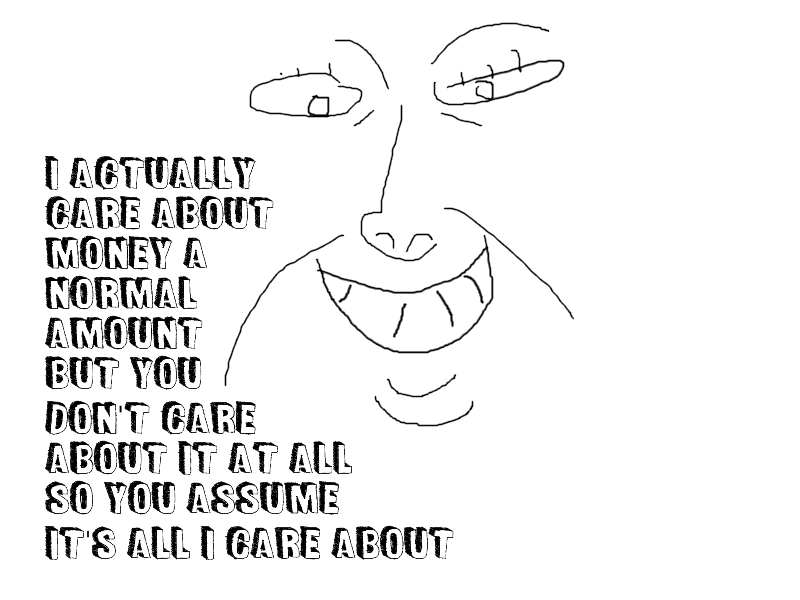 I ACTUALLY
CARE ABOUT
MONEY A
NORMAL
AMOUNT
BUT YOU
DON'T CARE
ABOUT IT AT ALL
SO YOU ASSUME
IT'S ALL I CARE ABOUT